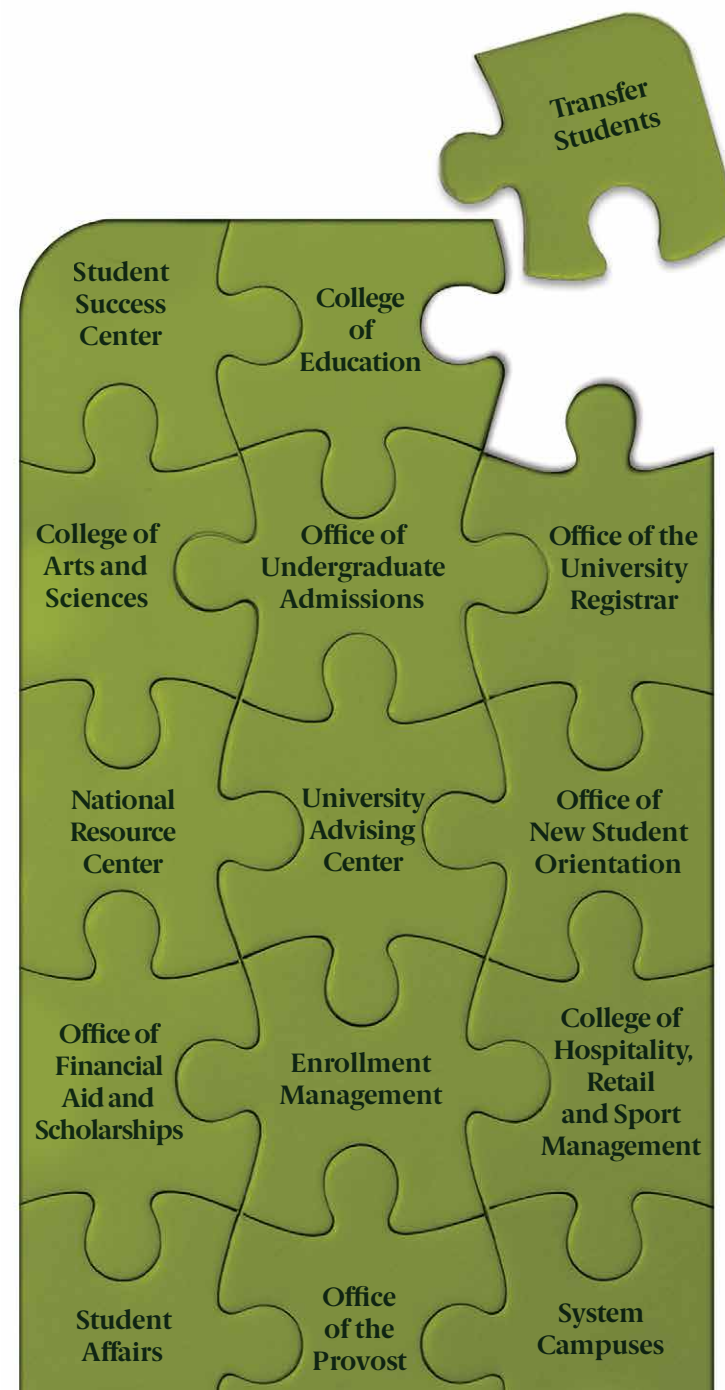 Transfer
Students
Student
Success
Center
College
of
Education
College of
Arts and
Sciences
Office of
Undergraduate
Admissions
Office of the
University
Registrar
National
Resource
Center
University
Advising
Center
Office of
New Student
Orientation
Office of
Financial
Aid and
Scholarships
Enrollment
Management
College of
Hospitality,
Retail
and Sport
Management
Student
Affairs
Office
of the
Provost
System
Campuses